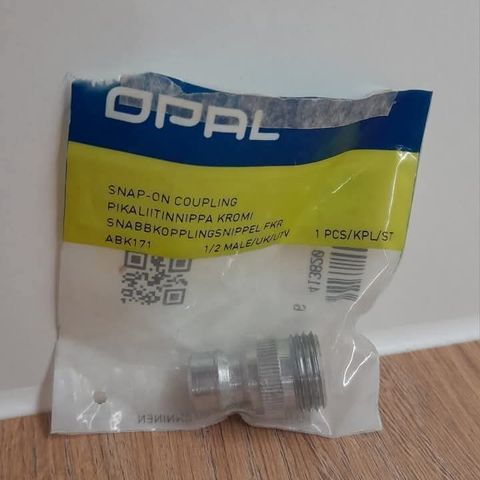 OPAL
SNAP-ON COUPLING
PIKALIITINNIPPA KROMI
SNABBKOPPLINGSNIPPEL FKR
ABK171 1/2 MALE/UK/UTV 1 PCS/KPL/ST